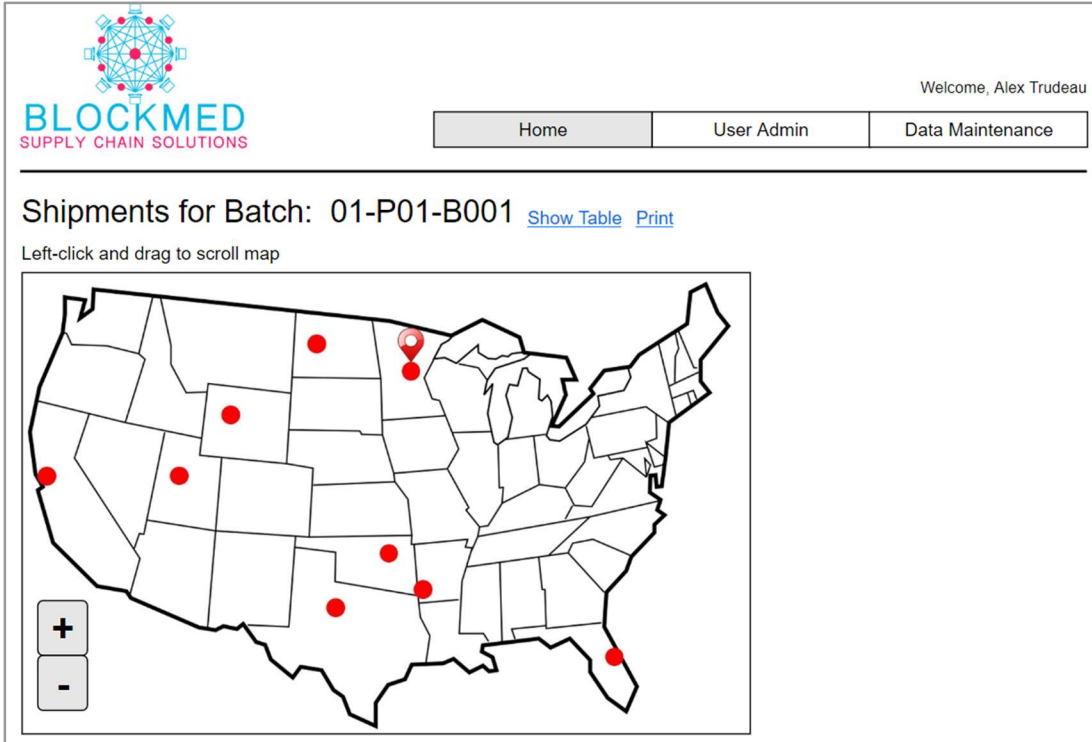 BLOCKMED
SUPPLY CHAIN SOLUTIONS
Welcome, Alex Trudeau
Home User Admin Data Maintenance
Shipments for Batch: 01-P01-B001 Show Table Print
Left-click and drag to scroll map
+
-